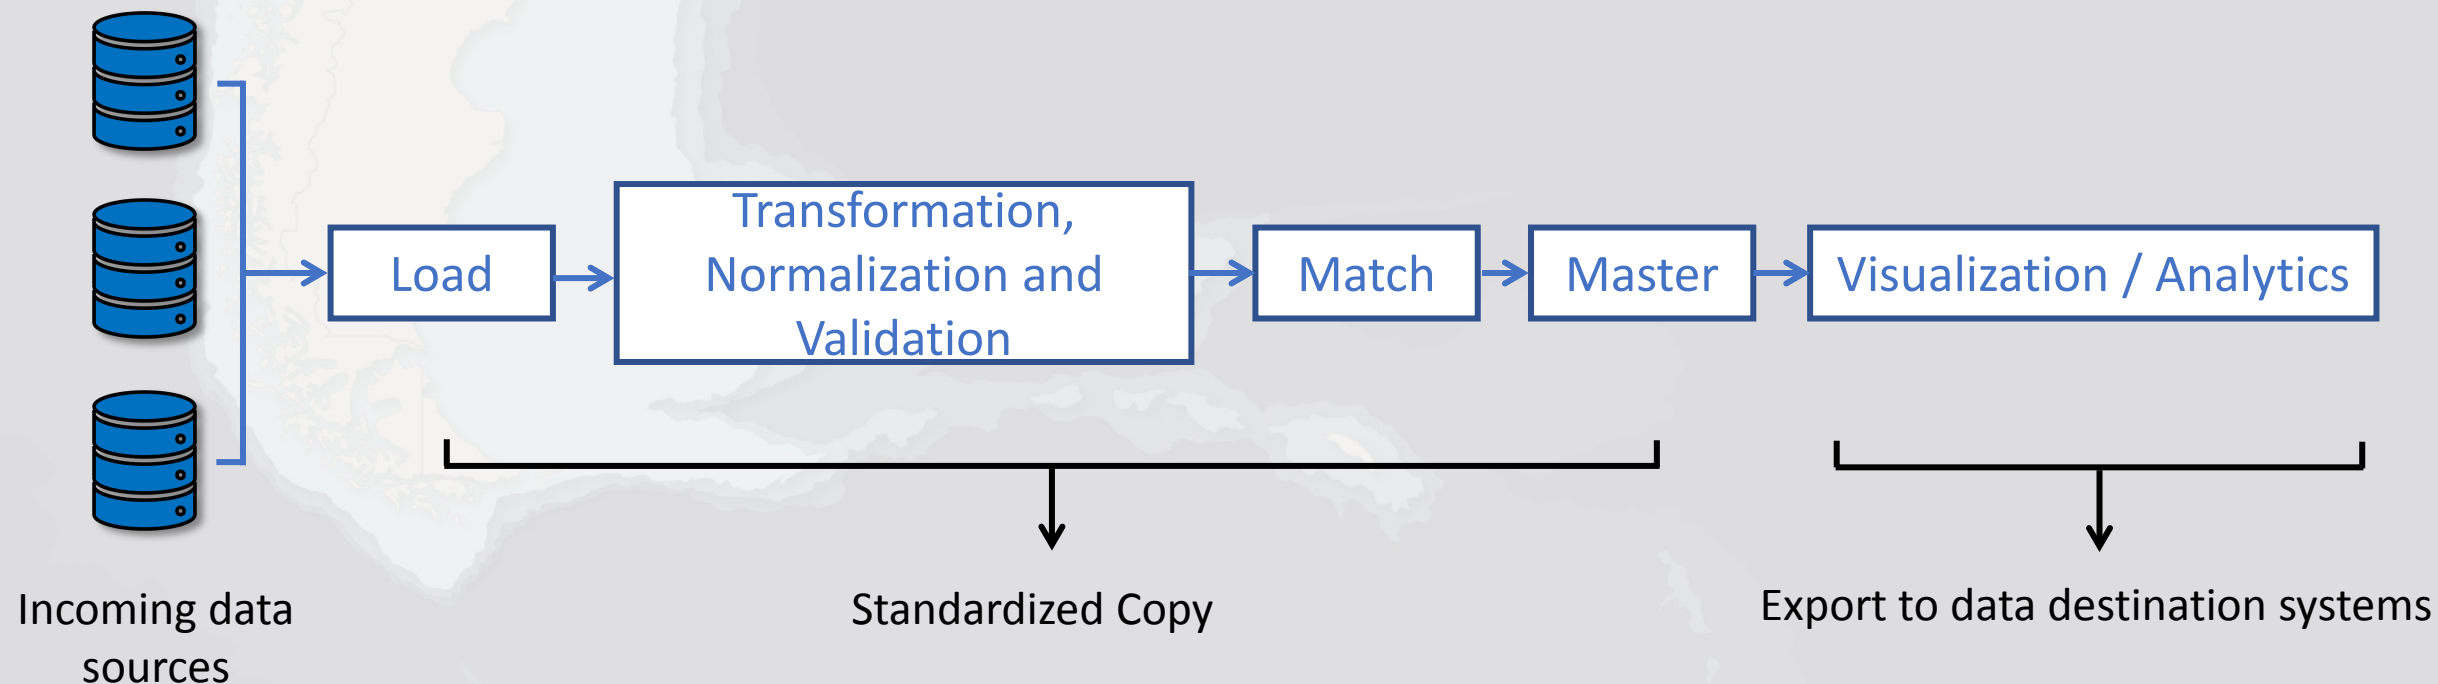 Load
Transformation,
Normalization and
Validation
Match
Master
Visualization / Analytics
Incoming data
sources
Standardized Copy
Export to data destination systems